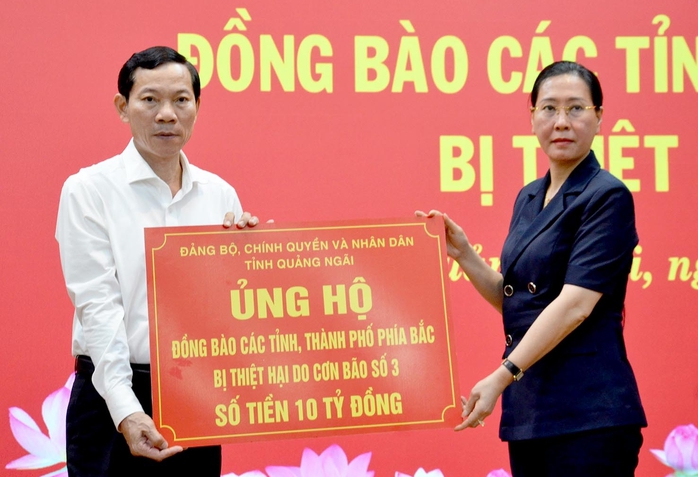 ĐỒNG BÀO CÁC TỈN
BỊ THIỆT
ĐẢNG BỘ, CHÍNH QUYỀN VÀ NHÂN DÂN
TỈNH QUẢNG NGÃI
ỦNG HỘ
ĐỒNG BÀO CÁC TỈNH, THÀNH PHỐ PHÍA BẮC
BỊ THIỆT HẠI DO CƠN BÃO SỐ 3
SỐ TIỀN 10 TỶ ĐỒNG